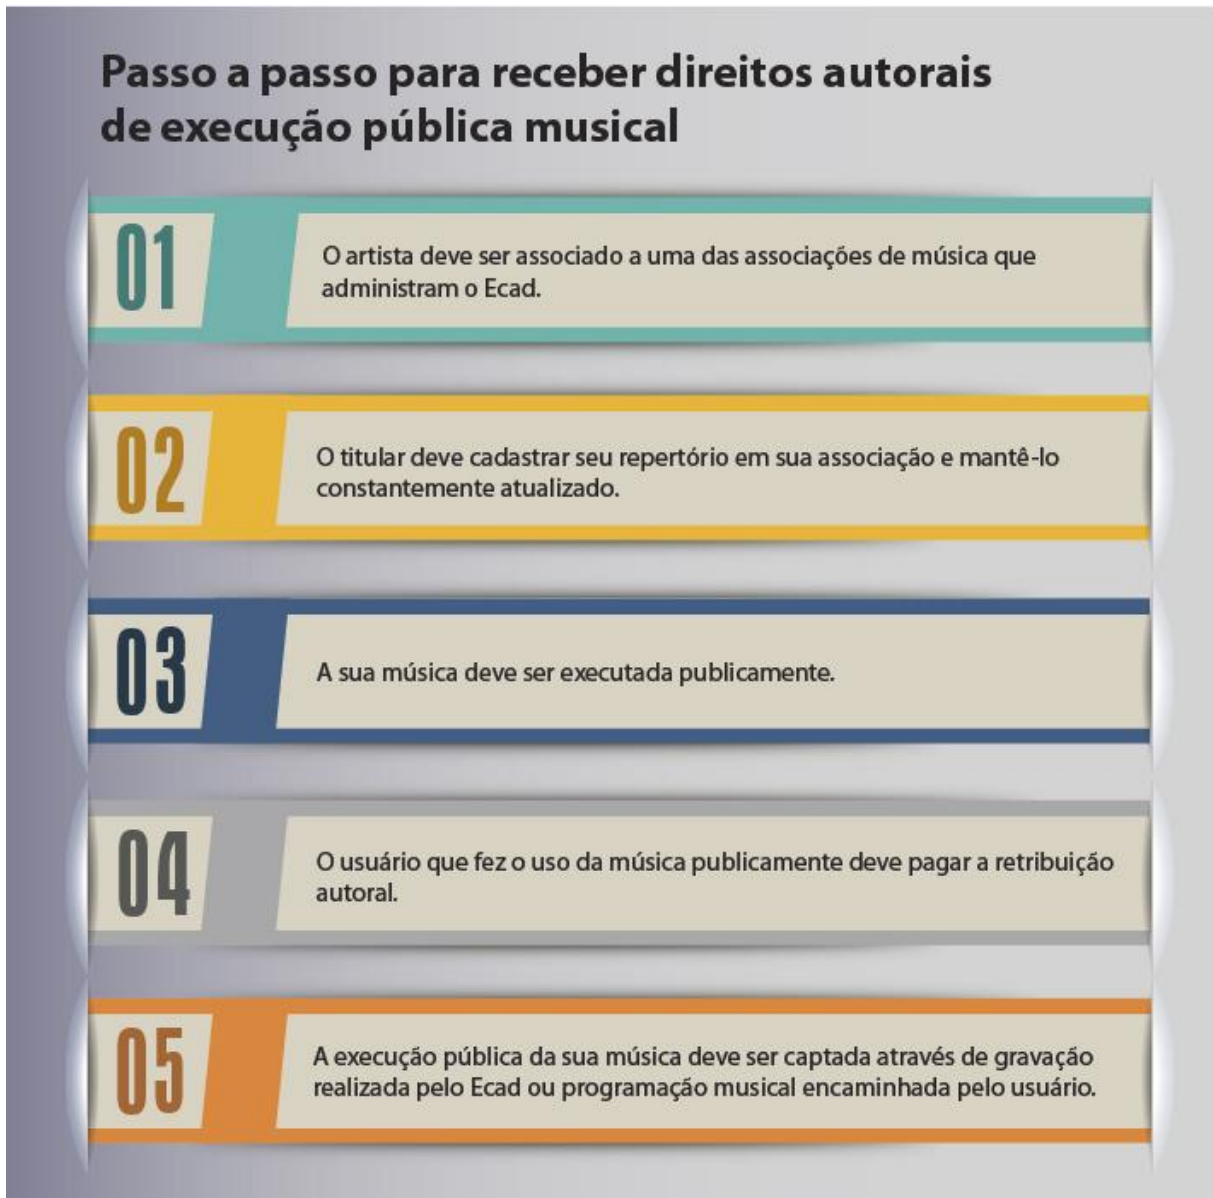 Passo a passo para receber direitos autorais
de execução pública musical
01
O artista deve ser associado a uma das associações de música que
administram o Ecad.
02
O titular deve cadastrar seu repertório em sua associação e mantê-lo
constantemente atualizado.
03
A sua música deve ser executada publicamente.
04
O usuário que fez o uso da música publicamente deve pagar a retribuição
autoral.
05
A execução pública da sua música deve ser captada através de gravação
realizada pelo Ecad ou programação musical encaminhada pelo usuário.